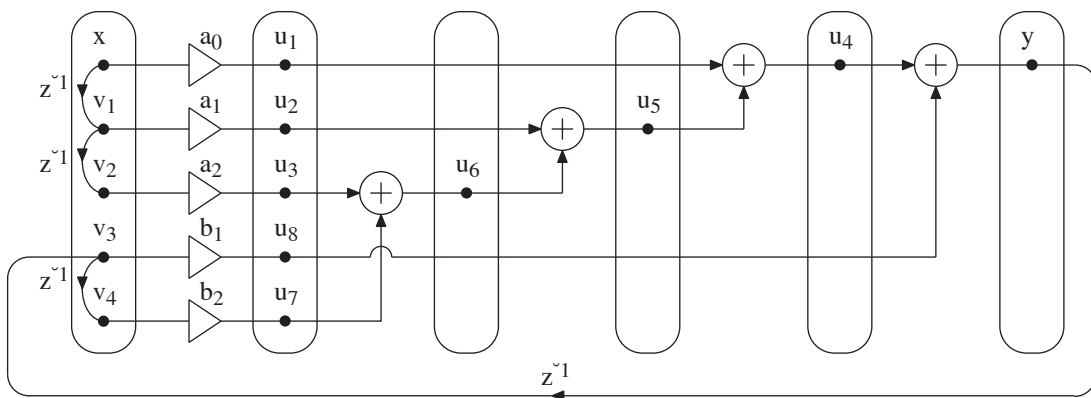 x a₀ u₁ u₄ y
z˘¹
v₁ a₁ u₂ + u₅ + +
z˘¹
v₂ a₂ u₃ + u₆
v₃ b₁ u₈
z˘¹
v₄ b₂ u₇
z˘¹